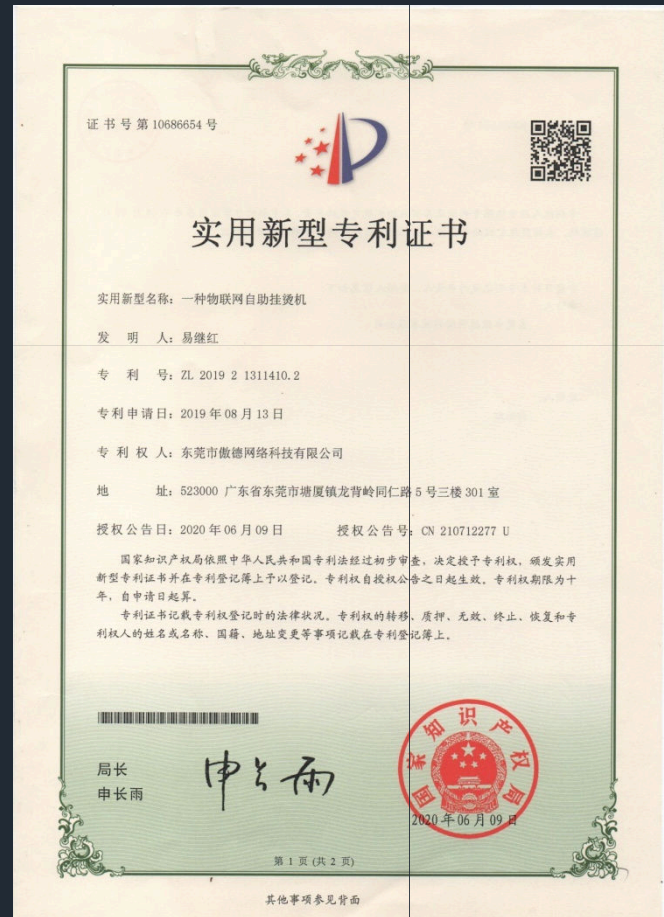 证书号第10686654号
实用新型专利证书
实用新型名称：一种物联网自助挂烫机
发明人：易继红
专利号：ZL 2019 2 1311410.2
专利申请日：2019年08月13日
专利权人：东莞市傲德网络科技有限公司
地址：523000 广东省东莞市塘厦镇龙背岭同仁路5号三楼301室
授权公告日：2020年06月09日 授权公告号：CN 210712277 U
国家知识产权局依照中华人民共和国专利法经过初步审查，决定授予专利权，颁发实用
新型专利证书并在专利登记簿上予以登记。专利权自授权公告之日起生效。专利权期限为十
年，自申请日起算。
专利证书记载专利权登记时的法律状况。专利权的转移、质押、无效、终止、恢复和专
利权人的姓名或名称、国籍、地址变更等事项记载在专利登记簿上。
局长
申长雨
申长雨
国家知识产权局
2020年06月09日
第 1 页 (共 2 页)
其他事项参见背面